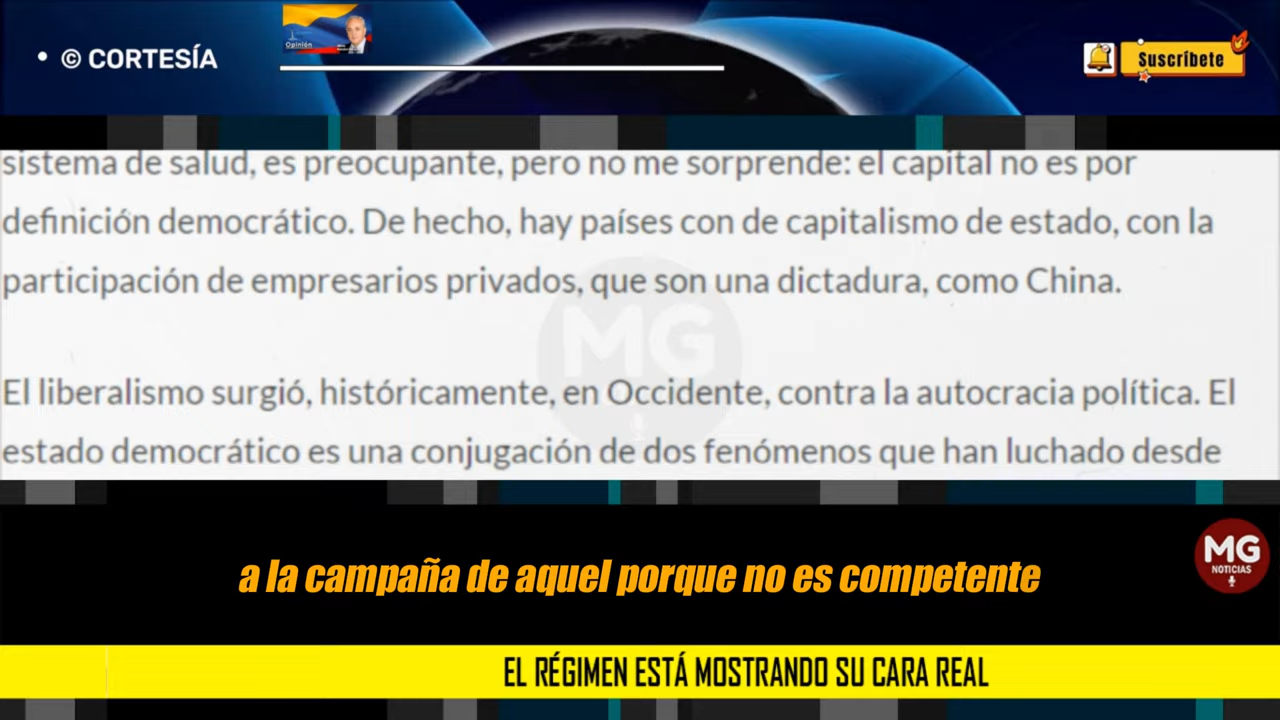 • © CORTESÍA
Opinión
Suscríbete
sistema de salud, es preocupante, pero no me sorprende: el capital no es por
definición democrático. De hecho, hay países con de capitalismo de estado, con la
participación de empresarios privados, que son una dictadura, como China.
MG
El liberalismo surgió, históricamente, en Occidente, contra la autocracia política. El
estado democrático es una conjugación de dos fenómenos que han luchado desde
a la campaña de aquel porque no es competente
MG
NOTICIAS
EL RÉGIMEN ESTÁ MOSTRANDO SU CARA REAL